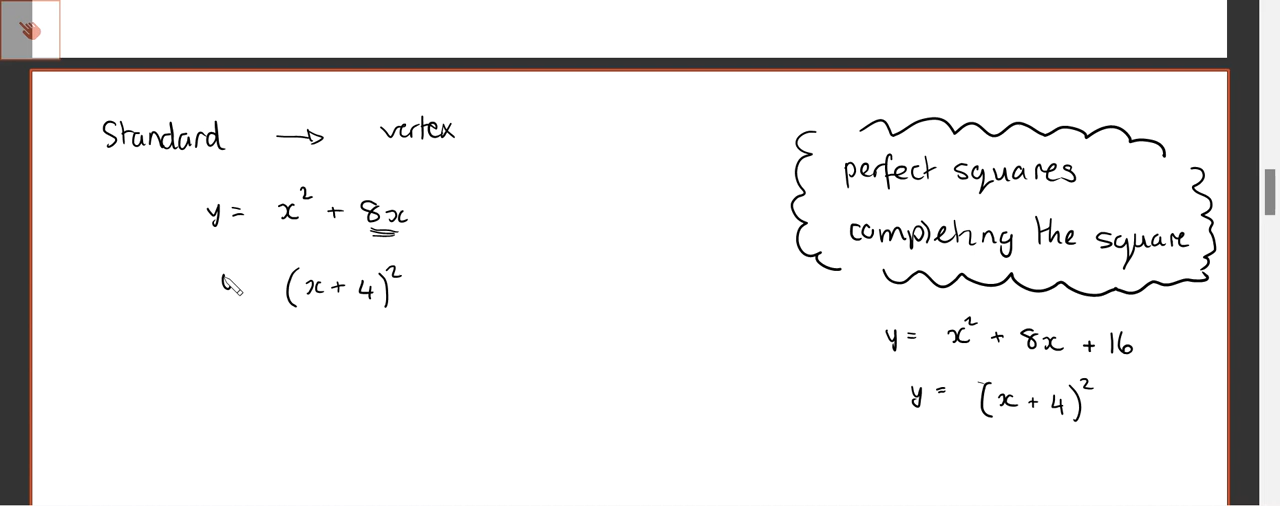 Standard → vertex
y = x² + 8x
(x + 4)²
perfect squares
completing the square
y = x² + 8x + 16
y = (x + 4)²